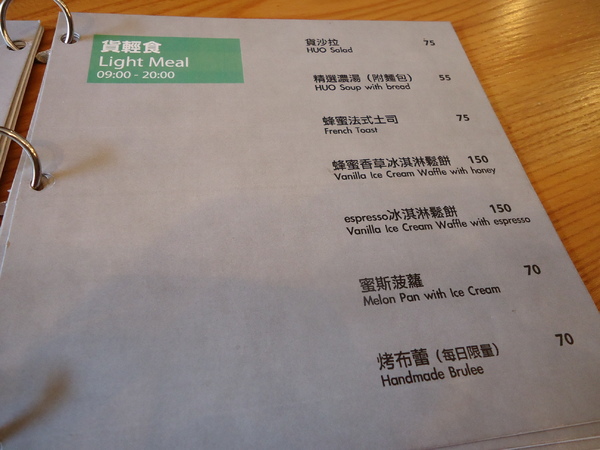 貨輕食
Light Meal
09:00 - 20:00
貨沙拉 75
HUO Salad
精選濃湯（附麵包） 55
HUO Soup with bread
蜂蜜法式土司 75
French Toast
蜂蜜香草冰淇淋鬆餅 150
Vanilla Ice Cream Waffle with honey
espresso冰淇淋鬆餅 150
Vanilla Ice Cream Waffle with espresso
蜜斯菠蘿 70
Melon Pan with Ice Cream
烤布蕾（每日限量） 70
Handmade Brulee